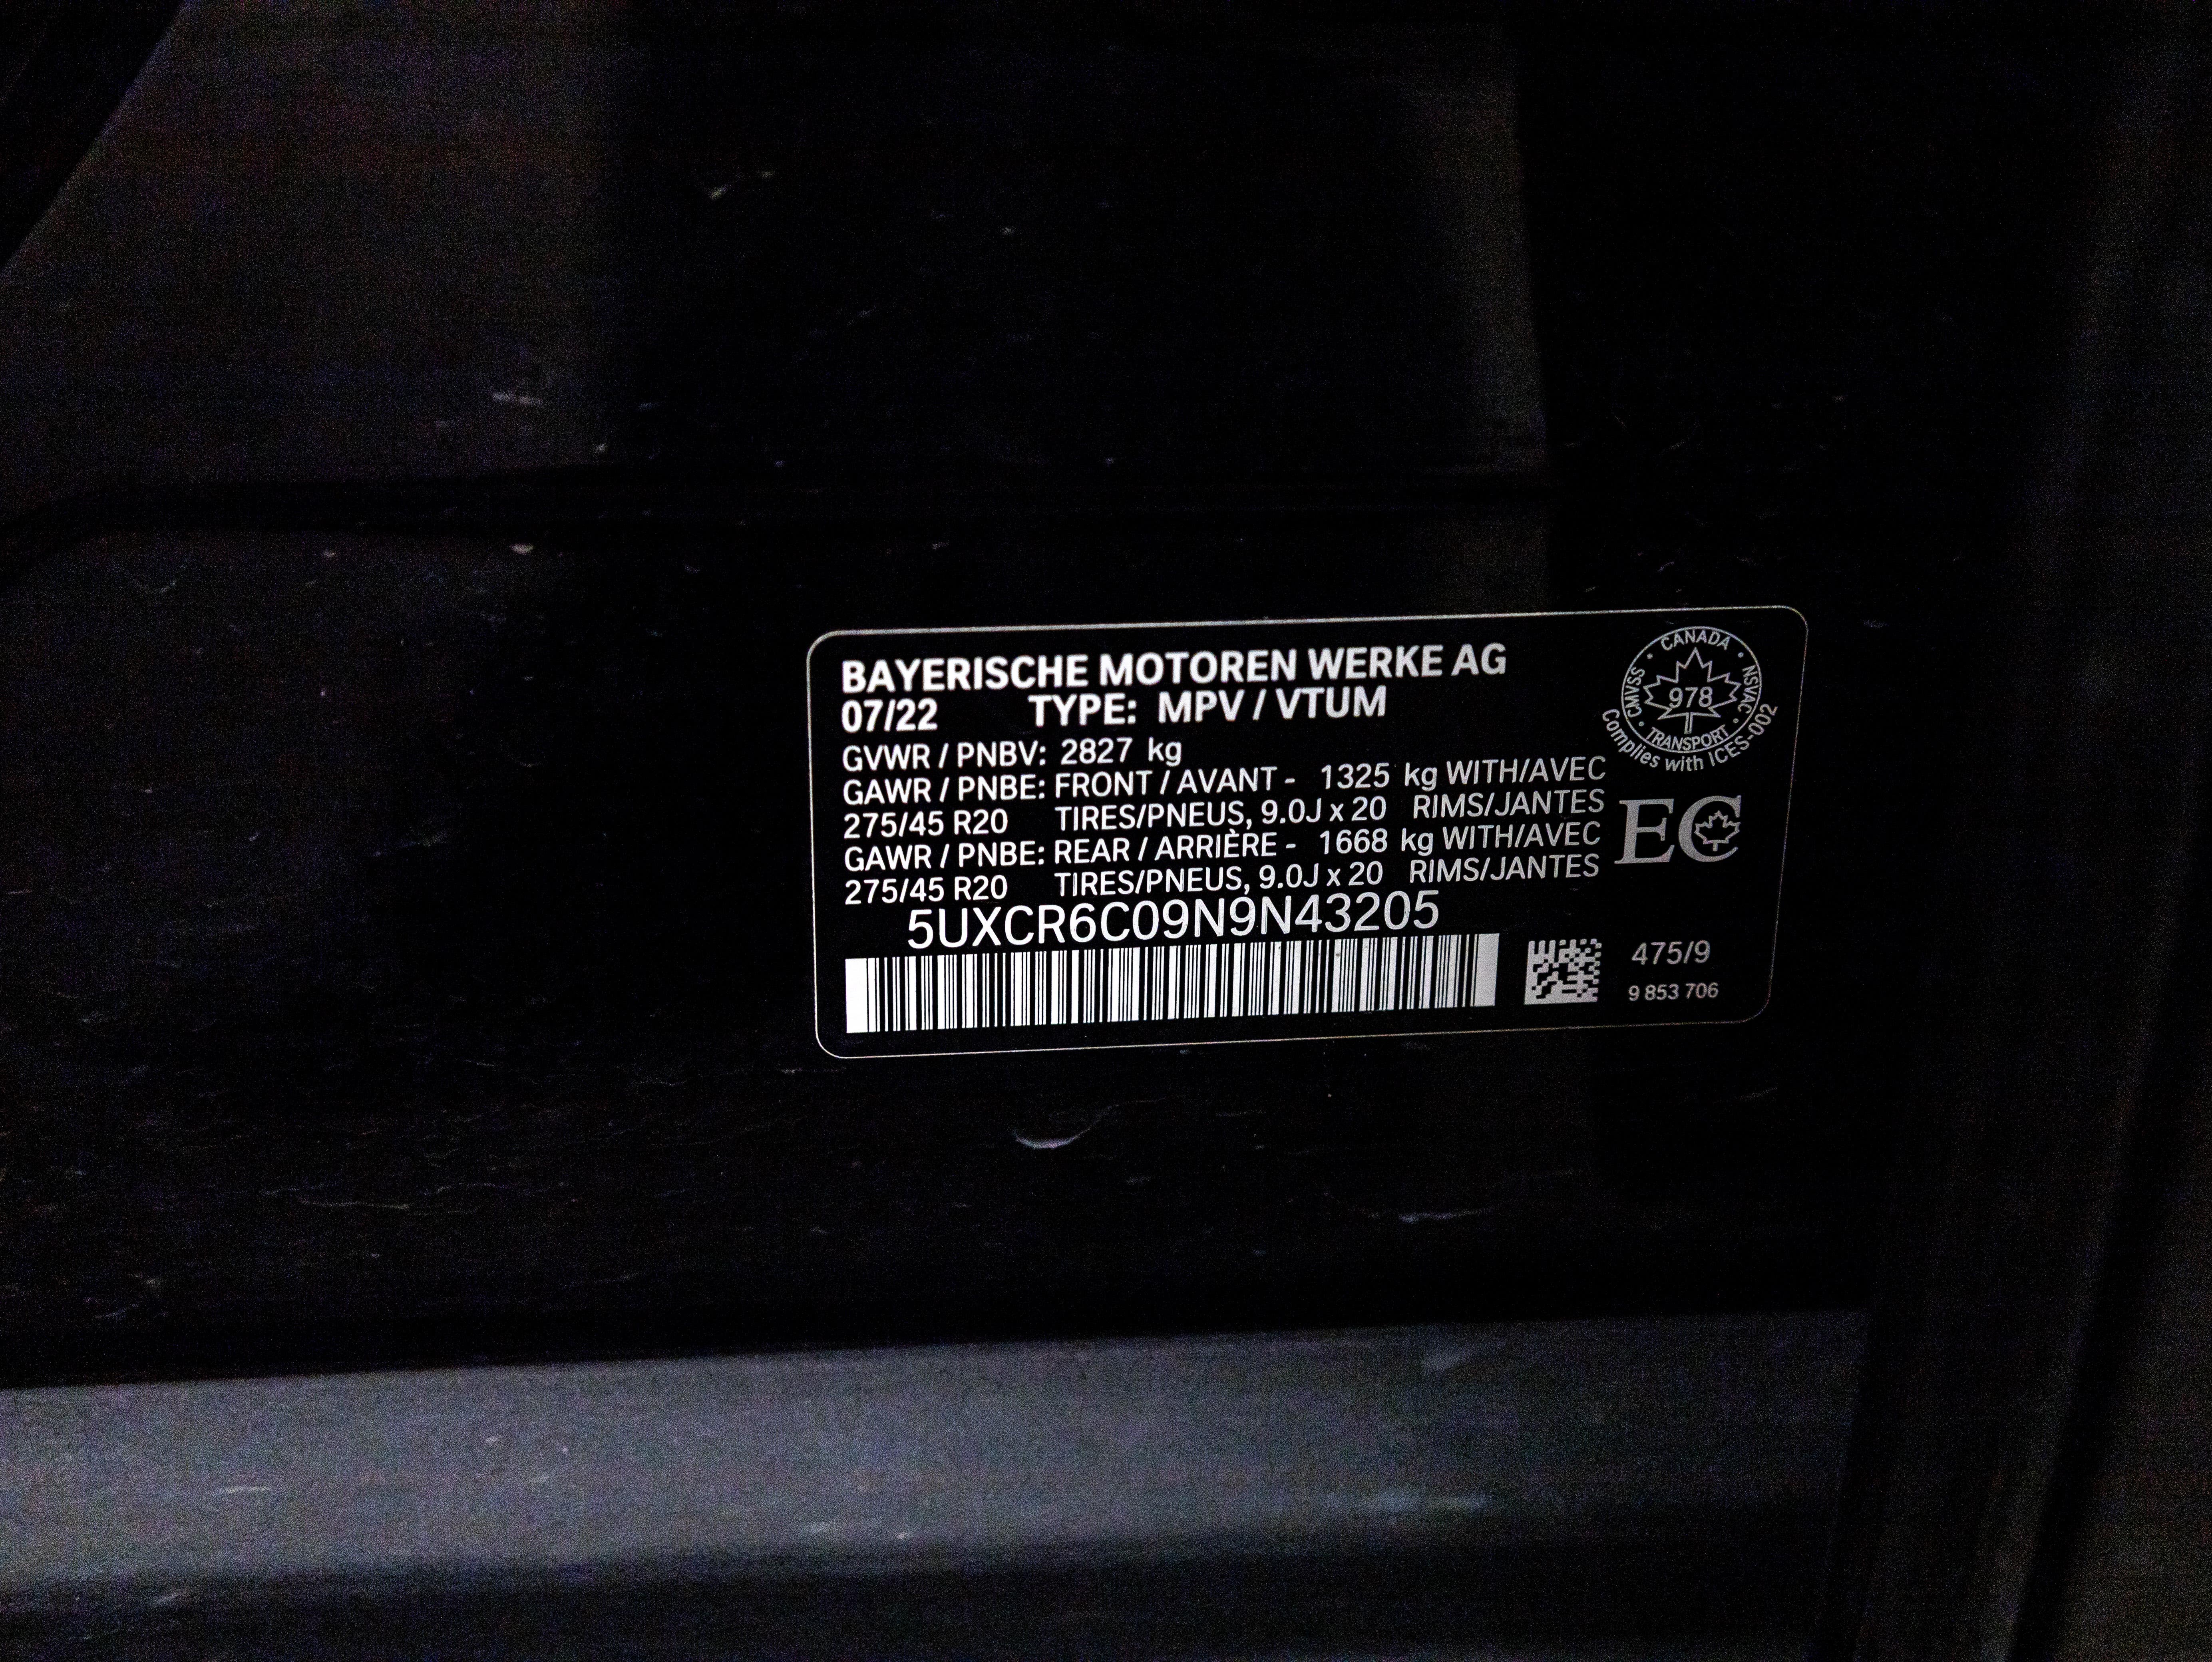 BAYERISCHE MOTOREN WERKE AG
07/22 TYPE: MPV / VTUM
GVWR / PNBV: 2827 kg
GAWR / PNBE: FRONT / AVANT - 1325 kg WITH/AVEC
275/45 R20 TIRES/PNEUS, 9.0J x 20 RIMS/JANTES
GAWR / PNBE: REAR / ARRIÈRE - 1668 kg WITH/AVEC
275/45 R20 TIRES/PNEUS, 9.0J x 20 RIMS/JANTES
5UXCR6C09N9N43205
CANADA
CMVSS
978
NSVAC
TRANSPORT
Complies with ICES-002
EC
475/9
9 853 706